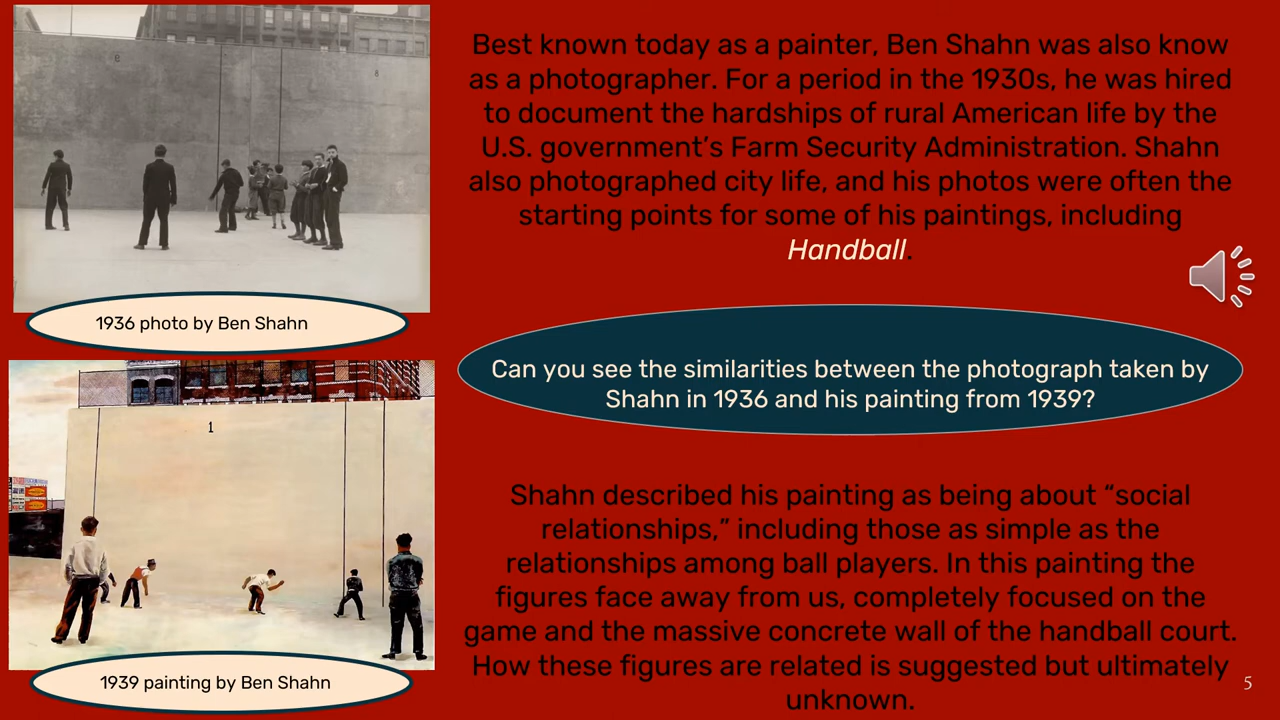 8
8
1936 photo by Ben Shahn
Best known today as a painter, Ben Shahn was also know
as a photographer. For a period in the 1930s, he was hired
to document the hardships of rural American life by the
U.S. government’s Farm Security Administration. Shahn
also photographed city life, and his photos were often the
starting points for some of his paintings, including
Handball.
Can you see the similarities between the photograph taken by
Shahn in 1936 and his painting from 1939?
1
1939 painting by Ben Shahn
Shahn described his painting as being about “social
relationships,” including those as simple as the
relationships among ball players. In this painting the
figures face away from us, completely focused on the
game and the massive concrete wall of the handball court.
How these figures are related is suggested but ultimately
unknown.
5